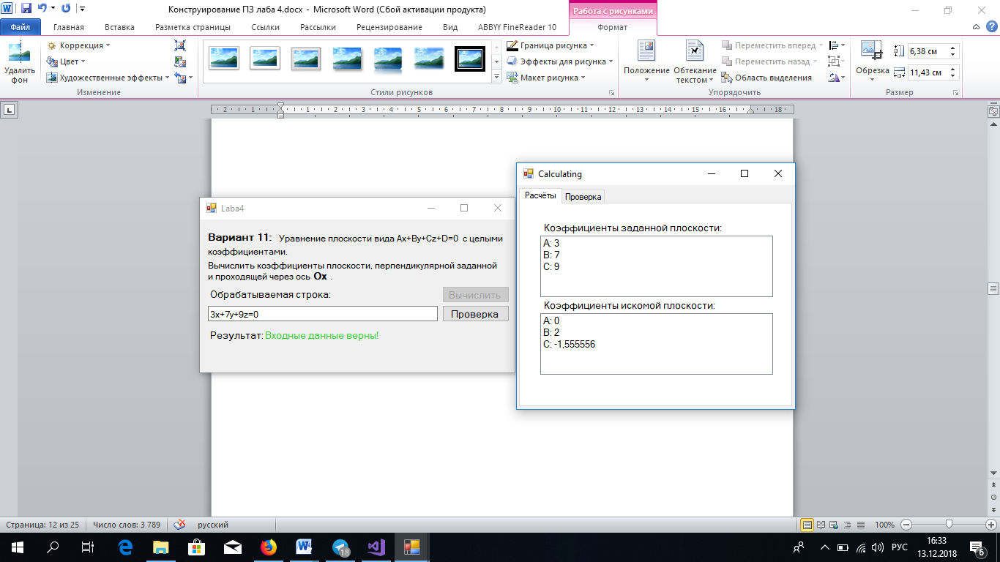 Конструирование ПЗ лаба 4.docx - Microsoft Word (Сбой активации продукта)
Работа с рисунками
Файл Главная Вставка Разметка страницы Ссылки Рассылки Рецензирование Вид ABBYY FineReader 10 Формат
Удалить фон
Коррекция
Цвет
Художественные эффекты
Изменение
Стили рисунков
Граница рисунка
Эффекты для рисунка
Макет рисунка
Положение
Обтекание текстом
Переместить вперед
Переместить назад
Область выделения
Упорядочить
Обрезка
6,38 см
11,43 см
Размер
2 1 1 2 3 4 5 6 7 8 9 10 11 12 13 14 15 16 18
Laba4
Вариант 11: Уравнение плоскости вида Ax+By+Cz+D=0 с целыми
коэффициентами.
Вычислить коэффициенты плоскости, перпендикулярной заданной
и проходящей через ось Ox .
Обрабатываемая строка:
Вычислить
3x+7y+9z=0
Проверка
Результат: Входные данные верны!
Calculating
Расчёты Проверка
Коэффициенты заданной плоскости:
A: 3
B: 7
C: 9
Коэффициенты искомой плоскости:
A: 0
B: 2
C: -1,555556
Страница: 12 из 25 Число слов: 3 789 русский 100%
18
РУС
16:33
13.12.2018
6